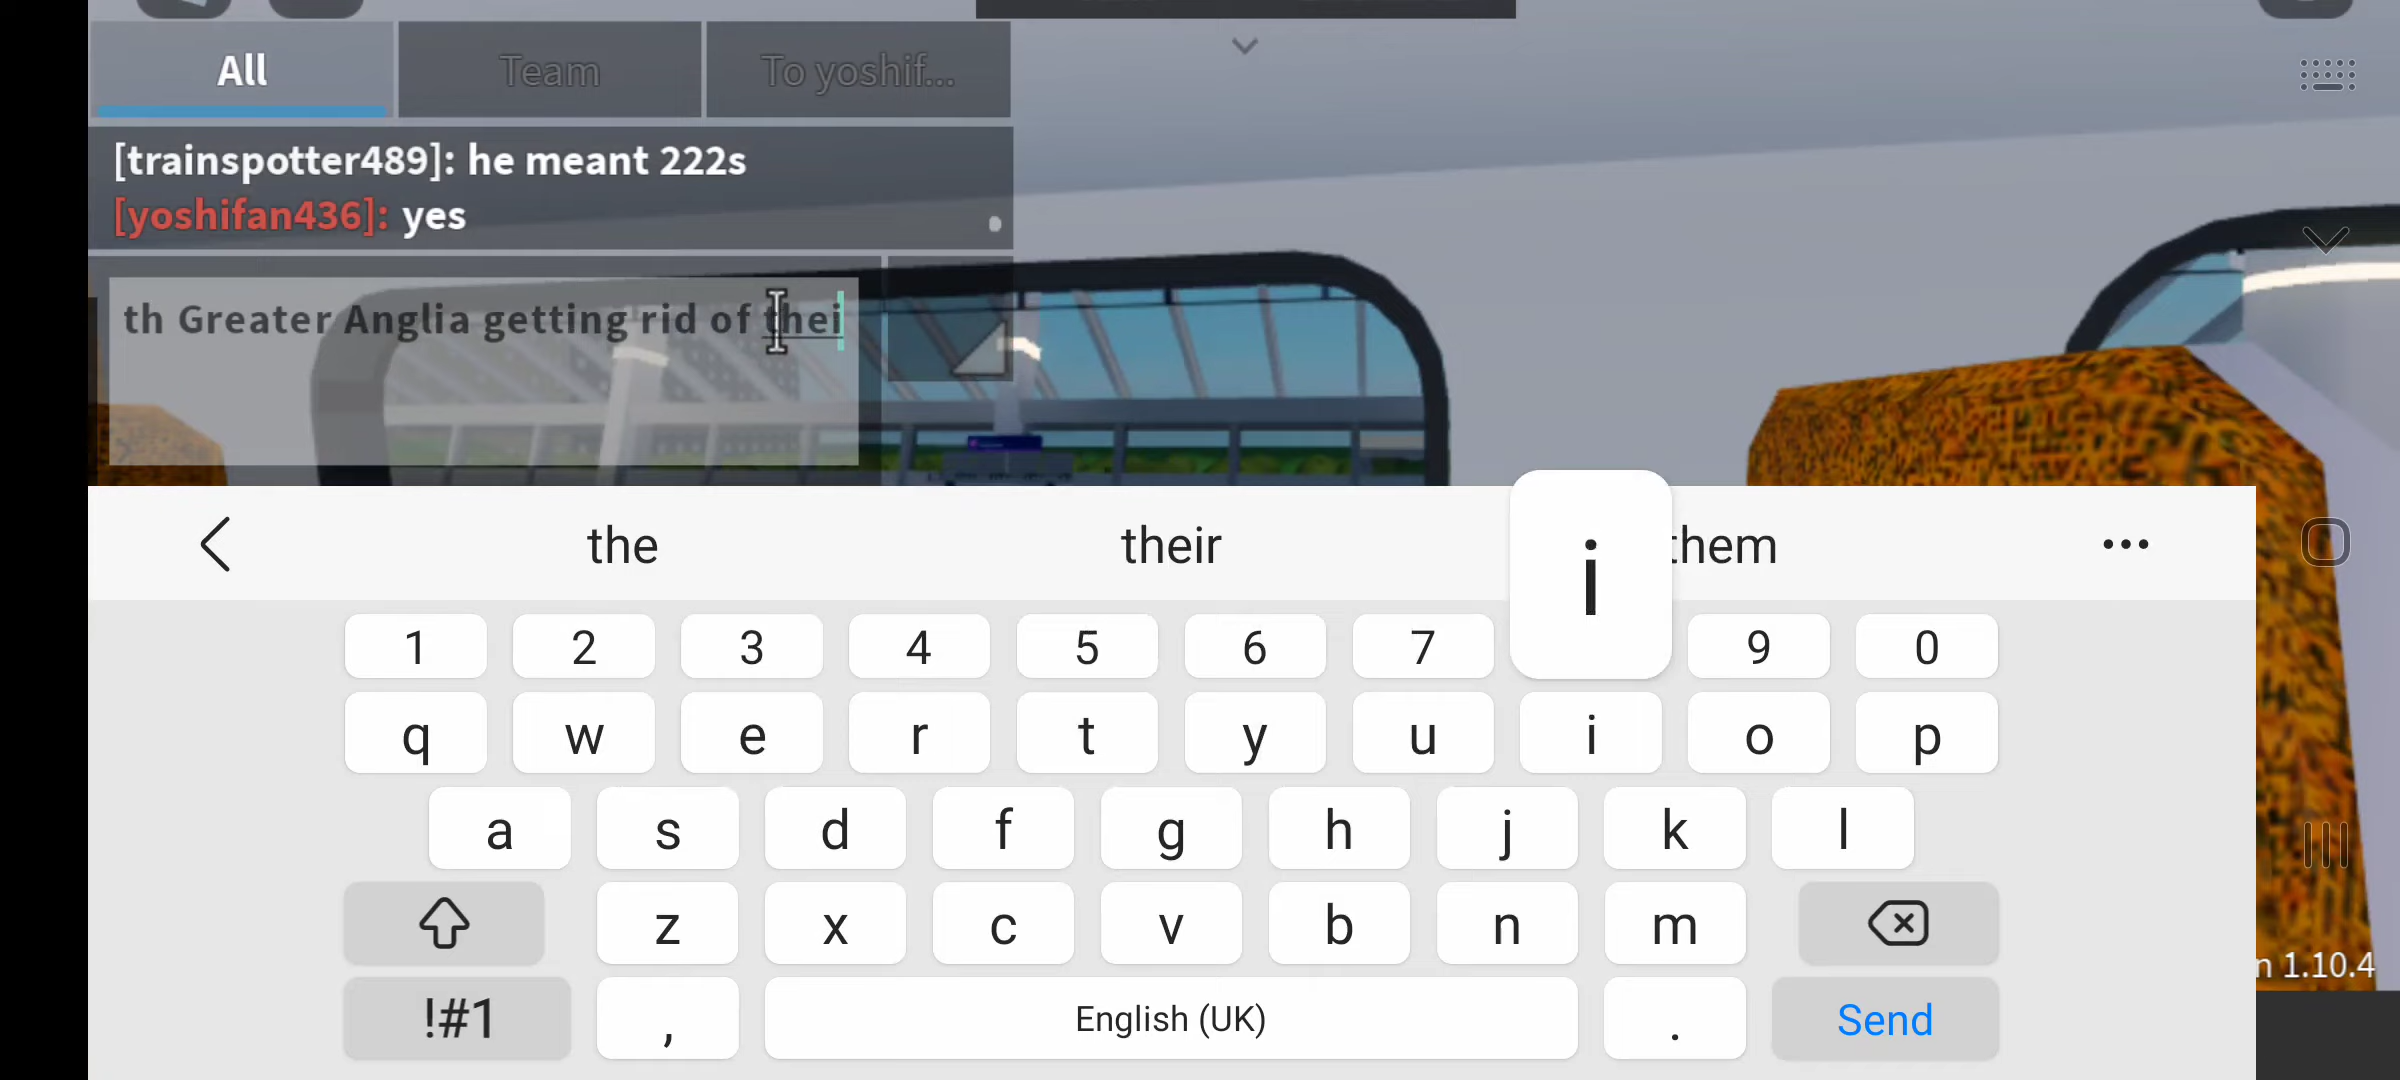 All
Team
To yoshif...
[trainspotter489]: he meant 222s
[yoshifan436]: yes
th Greater Anglia getting rid of thei
the
their
i
them
1 2 3 4 5 6 7 9 0
q w e r t y u i o p
a s d f g h j k l
z x c v b n m
!#1 , English (UK) . Send
n 1.10.4